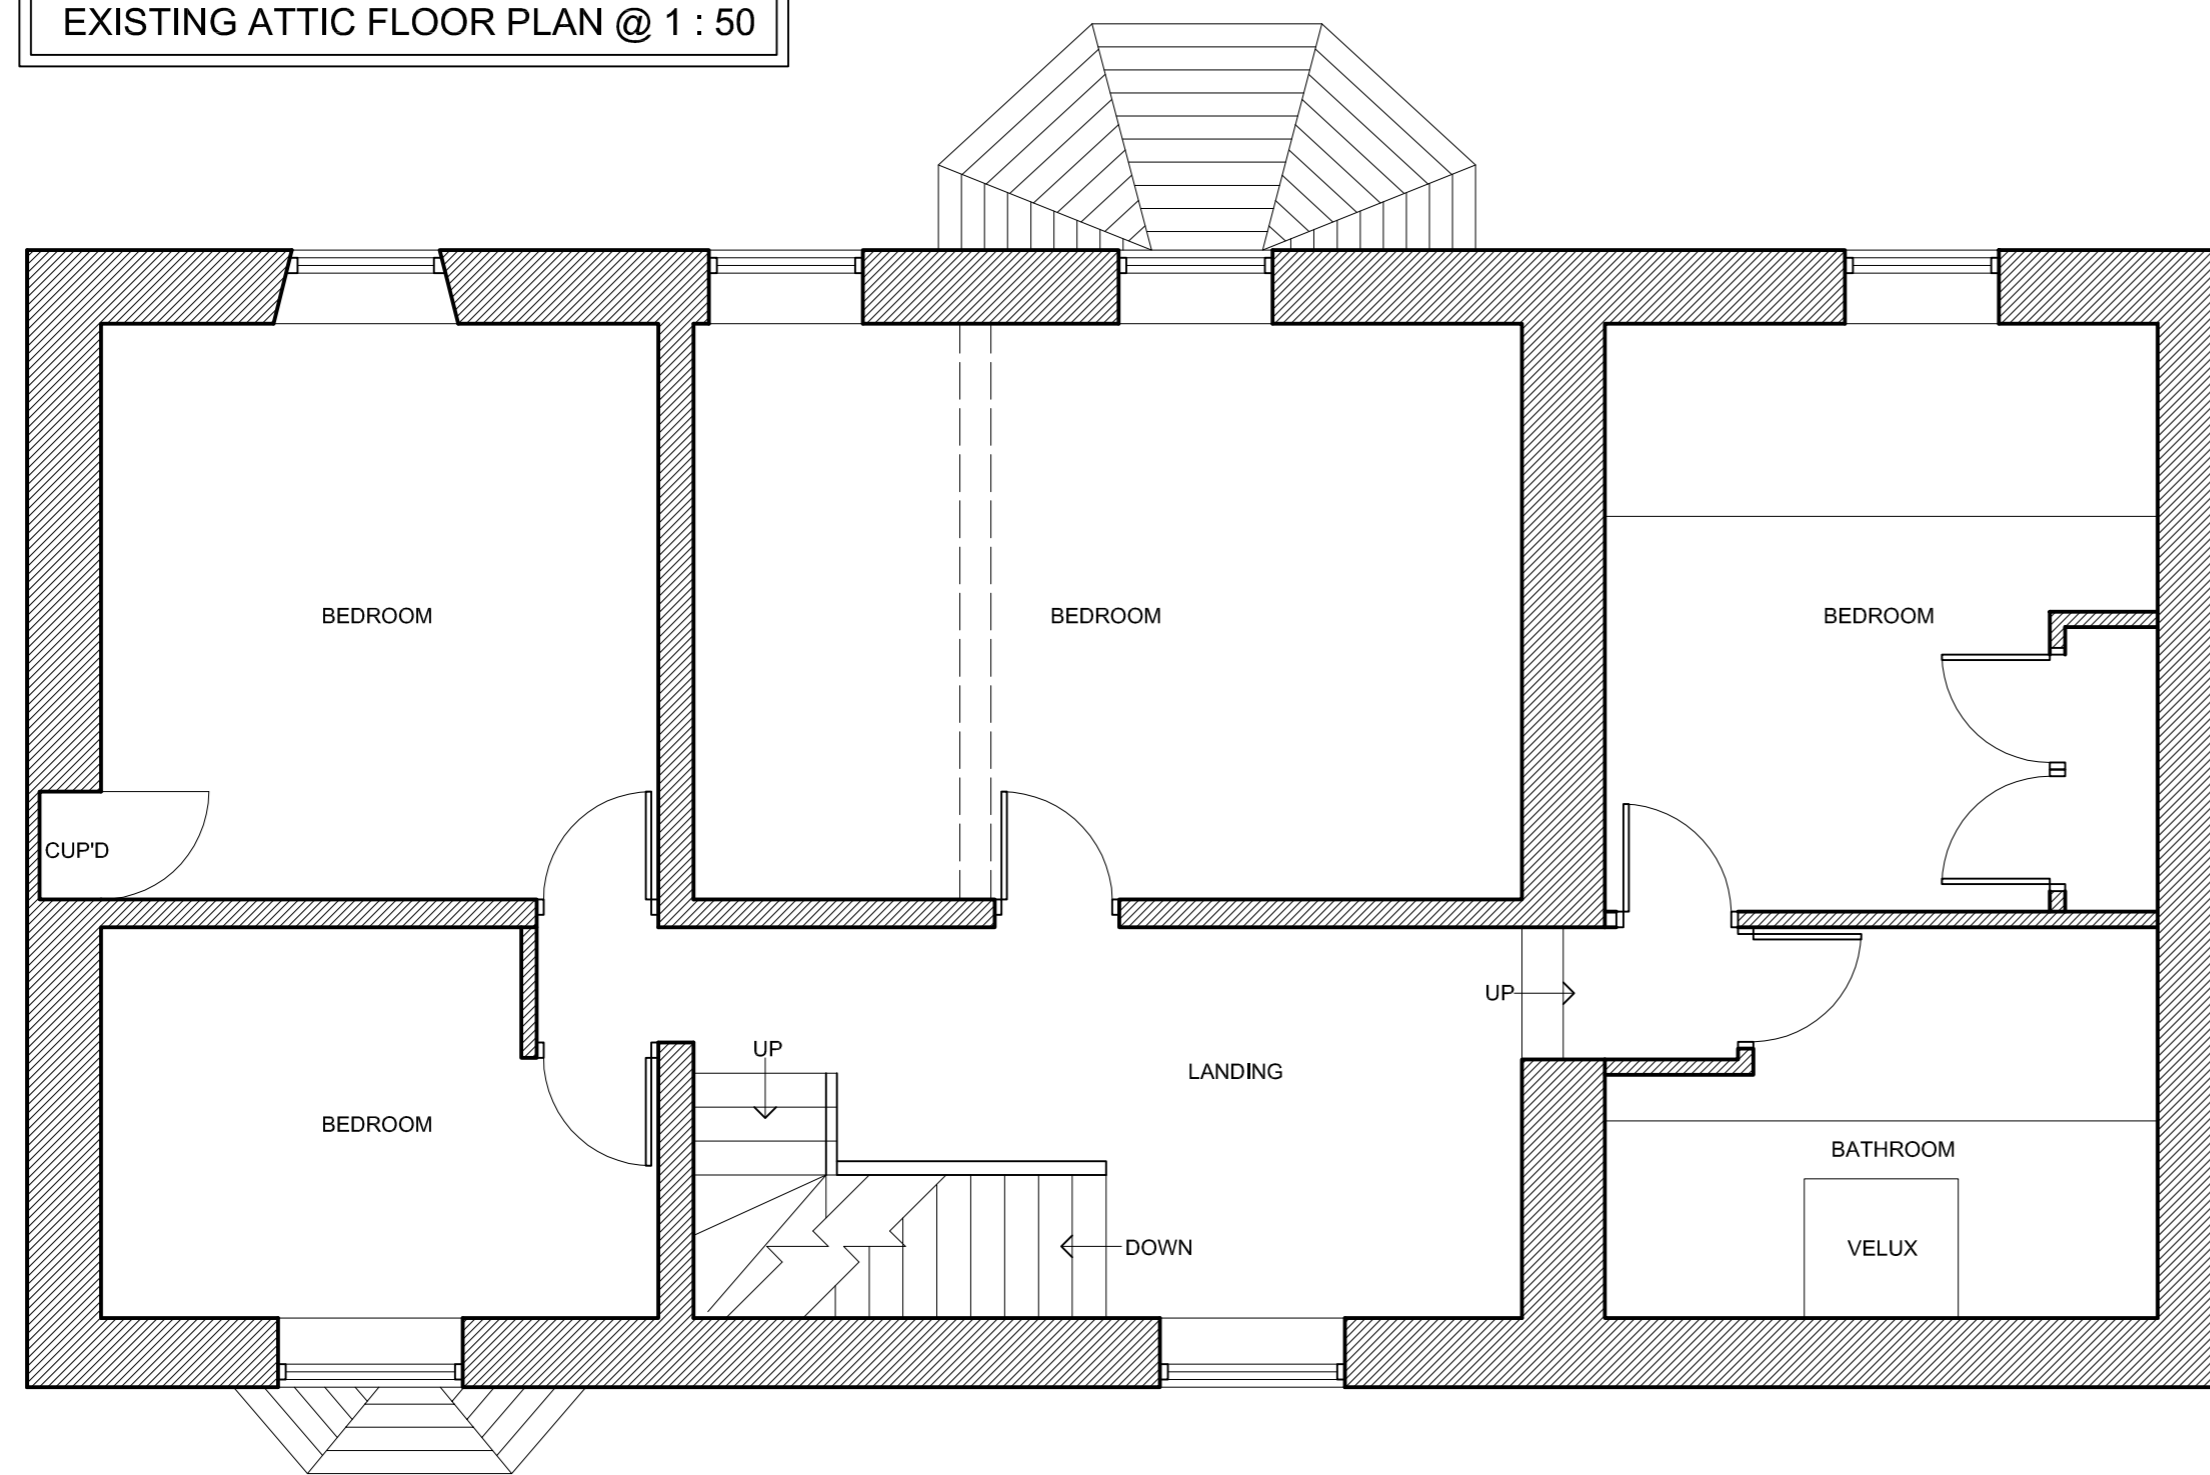 EXISTING ATTIC FLOOR PLAN @ 1 : 50
BEDROOM
BEDROOM
BEDROOM
CUP'D
UP
UP
LANDING
BEDROOM
BATHROOM
DOWN
VELUX